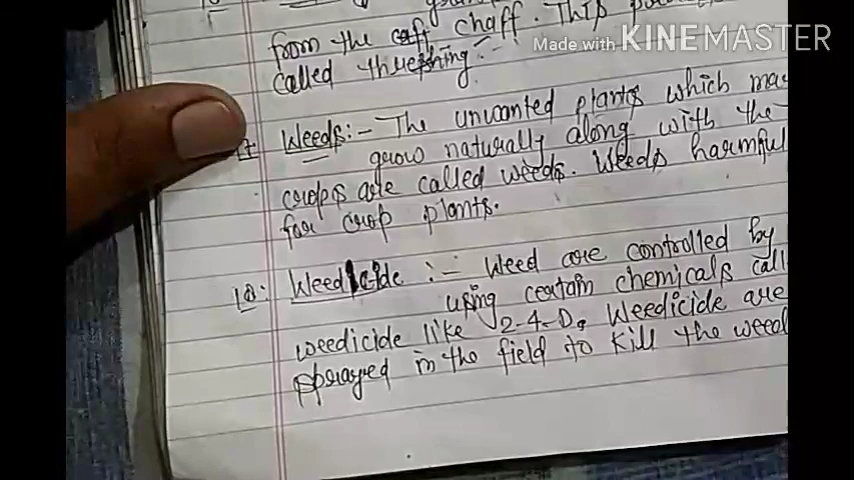 from the chaff. This
called threshing:-
Made with KINEMASTER
17 Weeds:- The unwanted plants which may
grow naturally along with the
crops are called weeds. Weeds harmful
for crop plants.
18: Weedicide :- Weed are controlled by
using certain chemicals call
weedicide like 2-4-D. Weedicide are
sprayed in the field to kill the weed